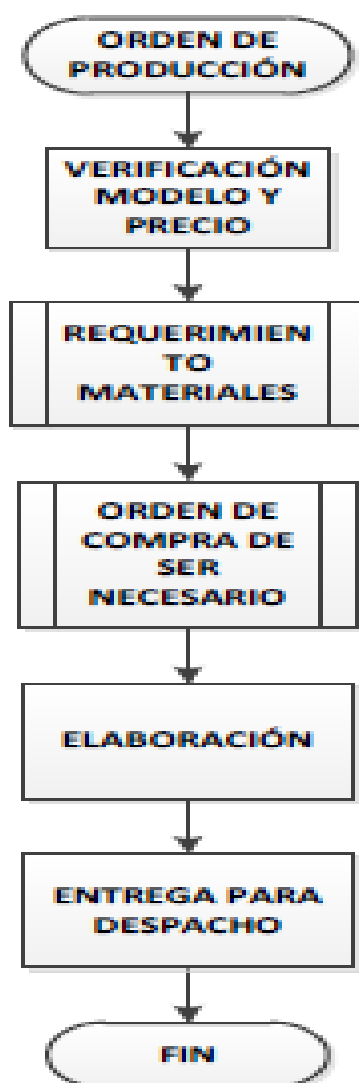 ORDEN DE
PRODUCCIÓN
VERIFICACIÓN
MODELO Y
PRECIO
REQUERIMIEN
TO
MATERIALES
ORDEN DE
COMPRA DE
SER
NECESARIO
ELABORACIÓN
ENTREGA PARA
DESPACHO
FIN